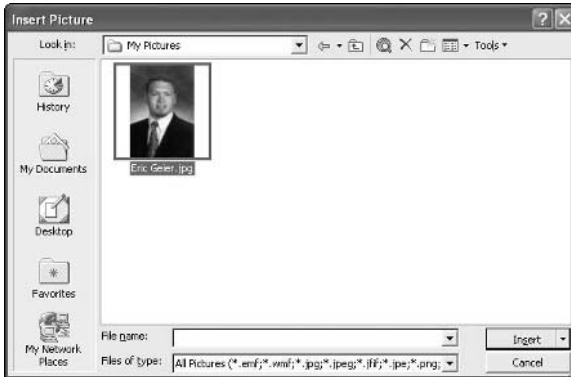 Insert Picture
Look in:
My Pictures
Tools
History
My Documents
Desktop
Favorites
My Network
Places
Eric Geier.jpg
File name:
Insert
Files of type:
All Pictures (*.emf;*.wmf;*.jpg;*.jpeg;*.jfif;*.jpe;*.png;
Cancel